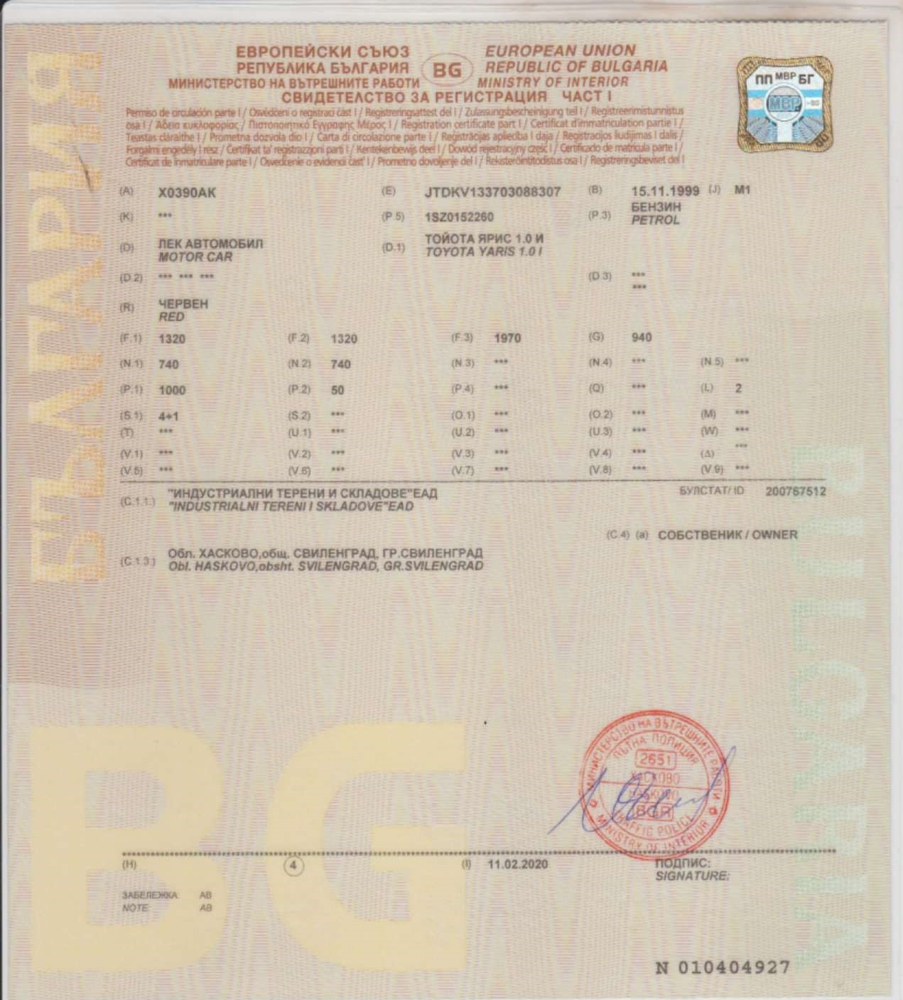 ЕВРОПЕЙСКИ СЪЮЗ EUROPEAN UNION
РЕПУБЛИКА БЪЛГАРИЯ BG REPUBLIC OF BULGARIA
МИНИСТЕРСТВО НА ВЪТРЕШНИТЕ РАБОТИ MINISTRY OF INTERIOR
СВИДЕТЕЛСТВО ЗА РЕГИСТРАЦИЯ ЧАСТ I
ПП МВР БГ
МВР
Permiso de circulación parte I / Osvědčení o registraci část I / Registreringsattest del I / Zulassungsbescheinigung teil I / Registreerimistunnistus
osa I / Άδεια κυκλοφορίας / Πιστοποιητικό Εγγραφης Μέρος I / Registration certificate part I / Certificat d'immatriculation partie I /
Teastas cláraithe I / Prometna dozvola dio I / Carta di circolazione parte I / Reģistrācijas apliecība I daļa / Registracijos liudijimas I dalis /
Forgalmi engedély I rész / Ċertifikat ta' reġistrazzjoni parti I / Kentekenbewijs deel I / Dowód rejestracyjny część I / Certificado de matrícula parte I /
Certificat de înmatriculare parte I / Osvedčenie o evidencii časť I / Prometno dovoljenje del I / Rekisteröintitodistus osa I / Registreringsbeviset del I
(A) X0390AK (E) JTDKV133703088307 (B) 15.11.1999 (J) M1
(K) *** (P.5) 1SZ0152260 (P.3) БЕНЗИН
PETROL
(D) ЛЕК АВТОМОБИЛ (D.1) ТОЙОТА ЯРИС 1.0 И
MOTOR CAR TOYOTA YARIS 1.0 I
(D.2) *** *** *** (D.3) ***
***
(R) ЧЕРВЕН
RED
(F.1) 1320 (F.2) 1320 (F.3) 1970 (G) 940
(N.1) 740 (N.2) 740 (N.3) *** (N.4) *** (N.5) ***
(P.1) 1000 (P.2) 50 (P.4) *** (Q) *** (L) 2
(S.1) 4+1 (S.2) *** (O.1) *** (O.2) *** (M) ***
(T) *** (U.1) *** (U.2) *** (U.3) *** (W) ***
(V.1) *** (V.2) *** (V.3) *** (V.4) *** (Δ) ***
(V.5) *** (V.6) *** (V.7) *** (V.8) *** (V.9) ***
(C.1.1.) "ИНДУСТРИАЛНИ ТЕРЕНИ И СКЛАДОВЕ"ЕАД БУЛСТАТ/ ID 200767512
"INDUSTRIALNI TERENI I SKLADOVE"EAD
(C.4) (a) СОБСТВЕНИК / OWNER
(C.1.3.) Обл. ХАСКОВО,общ. СВИЛЕНГРАД, ГР.СВИЛЕНГРАД
Obl. HASKOVO,obsht. SVILENGRAD, GR.SVILENGRAD
МИНИСТЕРСТВО НА ВЪТРЕШНИТЕ РАБОТИ
ПЪТНА ПОЛИЦИЯ
2651
ХАСКОВО
HASKOVO
BGR
TRAFFIC POLICE
MINISTRY OF INTERIOR
(H) 4 (I) 11.02.2020 ПОДПИС:
SIGNATURE:
ЗАБЕЛЕЖКА: АВ
NOTE: AB
N 010404927
БЪЛГАРИЯ
BULGARIA
BG